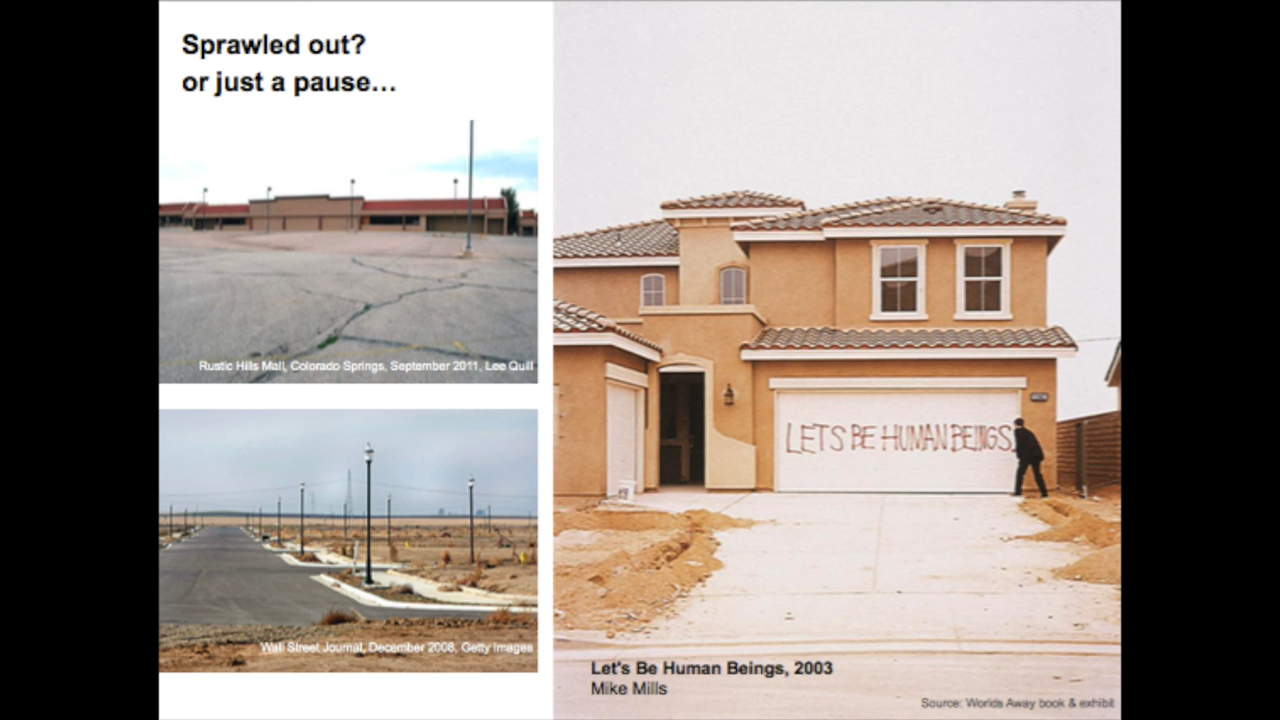 Sprawled out?
or just a pause...
Rustic Hills Mall, Colorado Springs, September 2011, Lee Quill
Wall Street Journal, December 2008, Getty Images
LETS BE HUMAN BEINGS
Let's Be Human Beings, 2003
Mike Mills
Source: Worlds Away book & exhibit